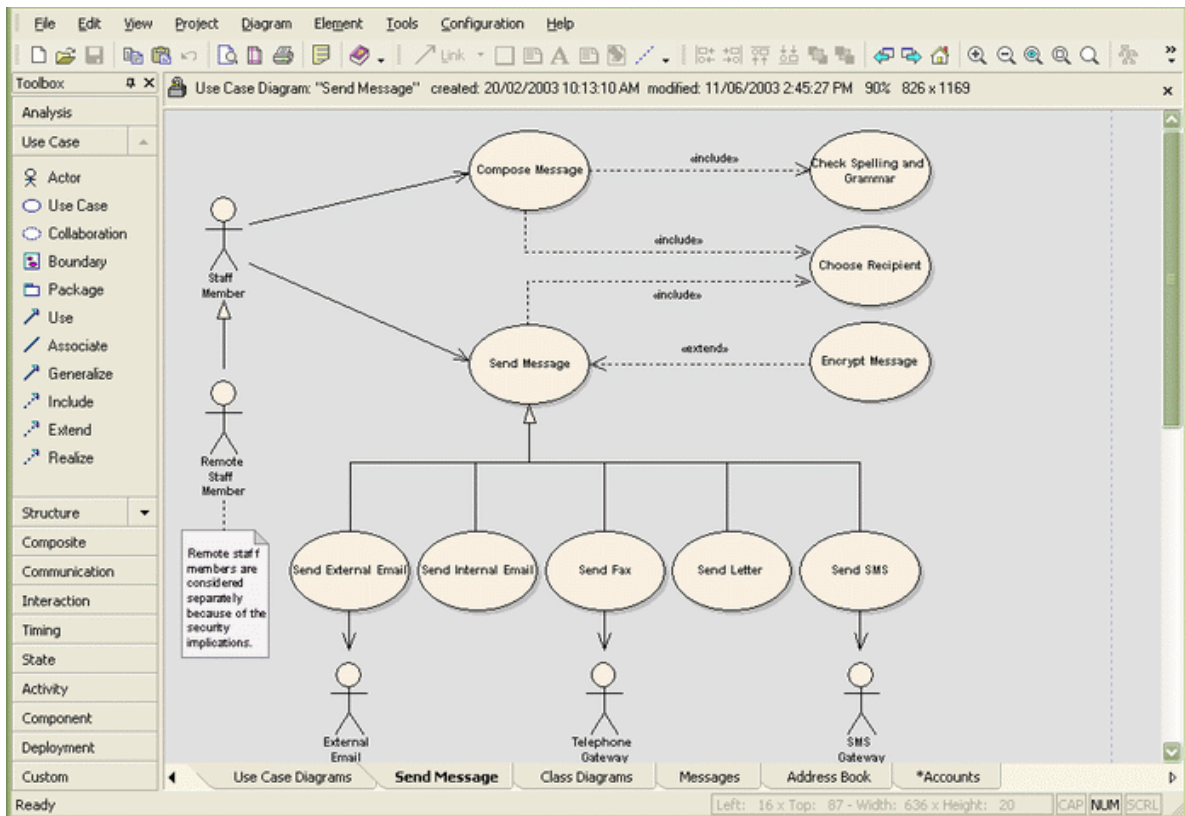 File Edit View Project Diagram Element Tools Configuration Help
Link
A
Toolbox
Use Case Diagram: "Send Message" created: 20/02/2003 10:13:10 AM modified: 11/06/2003 2:45:27 PM 90% 826 x 1169
Analysis
Use Case
Actor
Use Case
Collaboration
Boundary
Package
Use
Associate
Generalize
Include
Extend
Realize
Structure
Composite
Communication
Interaction
Timing
State
Activity
Component
Deployment
Custom
Compose Message
«include»
Check Spelling and
Grammar
Staff
Member
«include»
Choose Recipient
«include»
Send Message
«extend»
Encrypt Message
Remote
Staff
Member
Remote staff
members are
considered
separately
because of the
security
implications.
Send External Email
Send Internal Email
Send Fax
Send Letter
Send SMS
External
Email
Telephone
Gateway
SMS
Gateway
Use Case Diagrams Send Message Class Diagrams Messages Address Book *Accounts
Ready
Left: 16 x Top: 87 - Width: 636 x Height: 20 CAP NUM SCRL